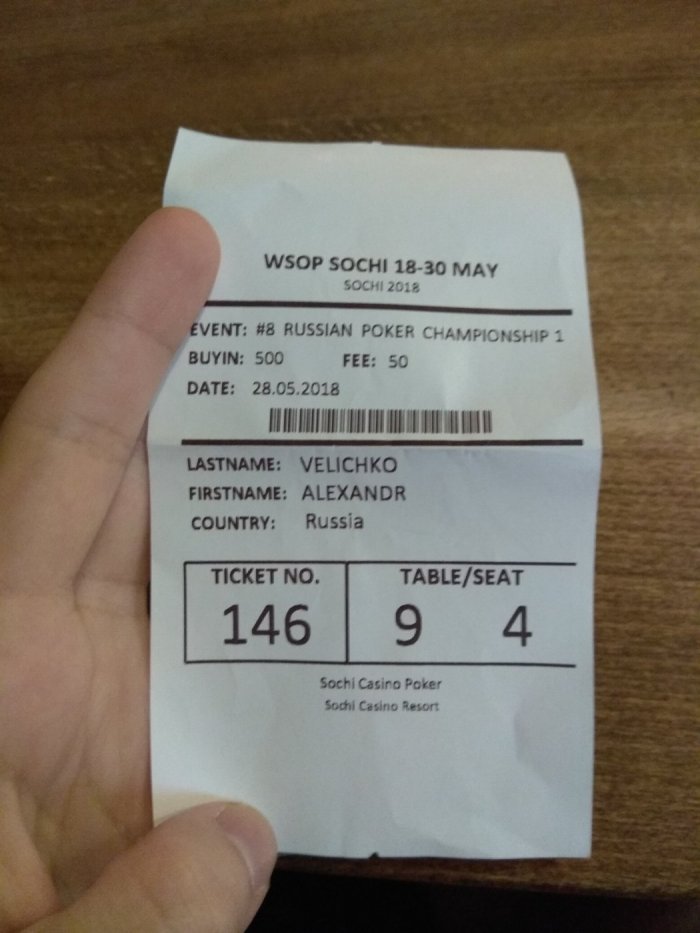 WSOP SOCHI 18-30 MAY
SOCHI 2018
EVENT: #8 RUSSIAN POKER CHAMPIONSHIP 1
BUYIN: 500 FEE: 50
DATE: 28.05.2018
LASTNAME: VELICHKO
FIRSTNAME: ALEXANDR
COUNTRY: Russia
TICKET NO. TABLE/SEAT
146 9 4
Sochi Casino Poker
Sochi Casino Resort